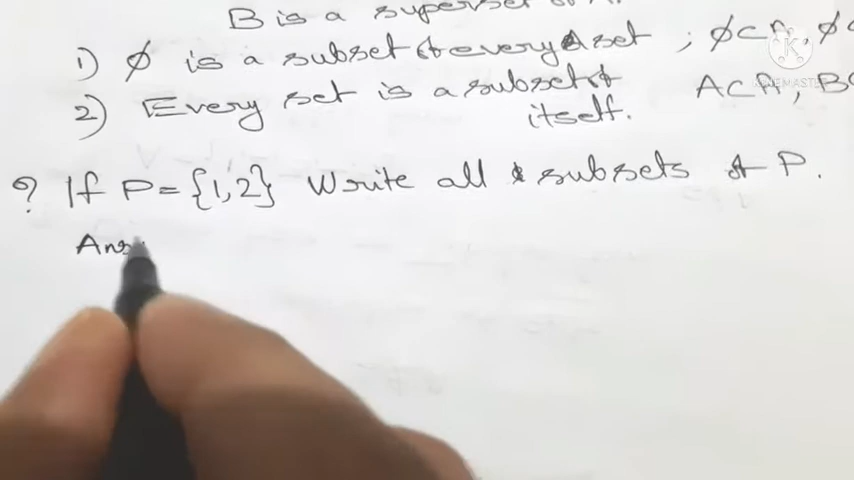 B is a superset
1) ∅ is a subset of every set ; ∅⊂A, ∅
2) Every set is a subset of A⊂A, B⊂
itself.
? If P = {1,2} Write all subsets of P.
Ans
K
KINEMASTER